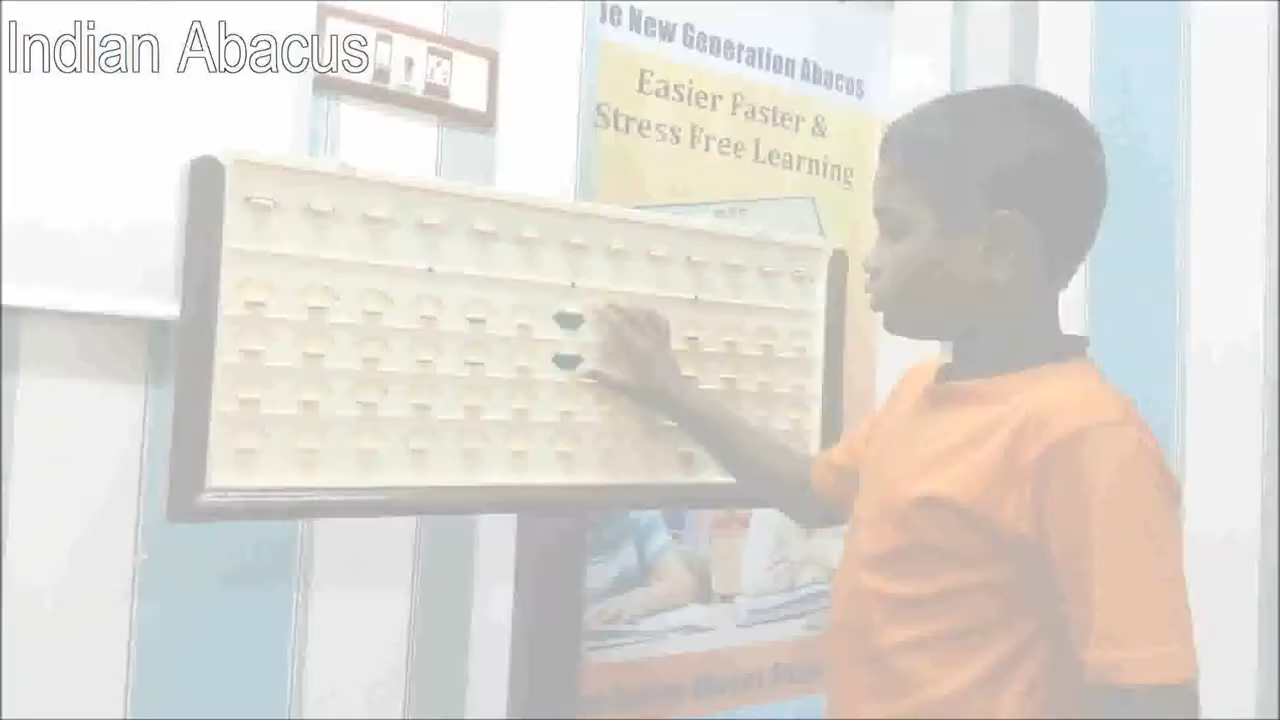 Indian Abacus
New Generation Abacus
Easier Faster &
Stress Free Learning